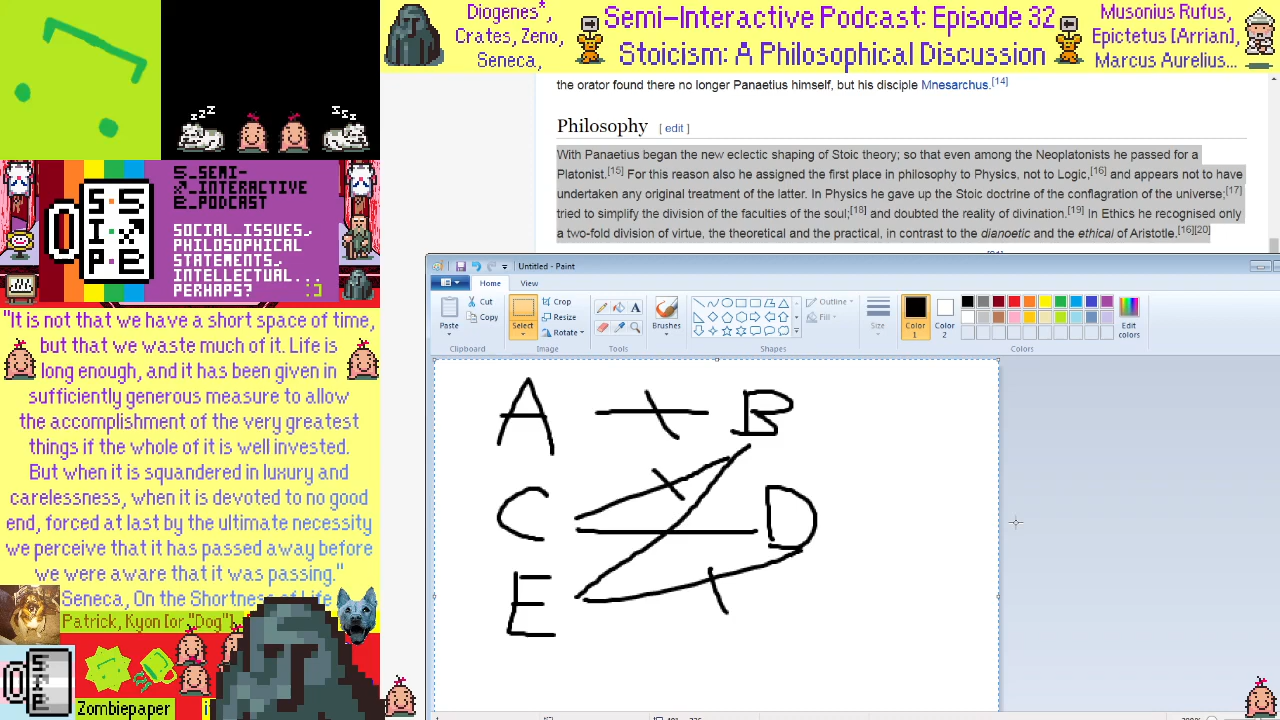 Diogenes*,
Crates, Zeno,
Seneca,
Semi-Interactive Podcast: Episode 32
Stoicism: A Philosophical Discussion
Musonius Rufus,
Epictetus [Arrian],
Marcus Aurelius...
zzZ
zzZ
S_SEMI-
I_INTERACTIVE
P_PODCAST
SOCIAL_ISSUES,
PHILOSOPHICAL
STATEMENTS,
INTELLECTUAL...
PERHAPS? :)
"It is not that we have a short space of time,
but that we waste much of it. Life is
long enough, and it has been given in
sufficiently generous measure to allow
the accomplishment of the very greatest
things if the whole of it is well invested.
But when it is squandered in luxury and
carelessness, when it is devoted to no good
end, forced at last by the ultimate necessity
we perceive that it has passed away before
we were aware that it was passing."
Seneca, On the Shortness of Life
Patrick, Kyon [or "Dog"]
Zombiepaper
the orator found there no longer Panaetius himself, but his disciple Mnesarchus.[14]
Philosophy [ edit ]
With Panaetius began the new eclectic shaping of Stoic theory; so that even among the Neoplatonists he passed for a
Platonist.[15] For this reason also he assigned the first place in philosophy to Physics, not to Logic,[16] and appears not to have
undertaken any original treatment of the latter. In Physics he gave up the Stoic doctrine of the conflagration of the universe;[17]
tried to simplify the division of the faculties of the soul;[18] and doubted the reality of divination.[19] In Ethics he recognised only
a two-fold division of virtue, the theoretical and the practical, in contrast to the dianoetic and the ethical of Aristotle.[16][20]
Untitled - Paint
Home View
Paste
Cut
Copy
Clipboard
Select
Crop
Resize
Rotate
Image
Tools
Brushes
Outline
Fill
Shapes
Size
Color 1
Color 2
Edit colors
Colors
A B
C D
E